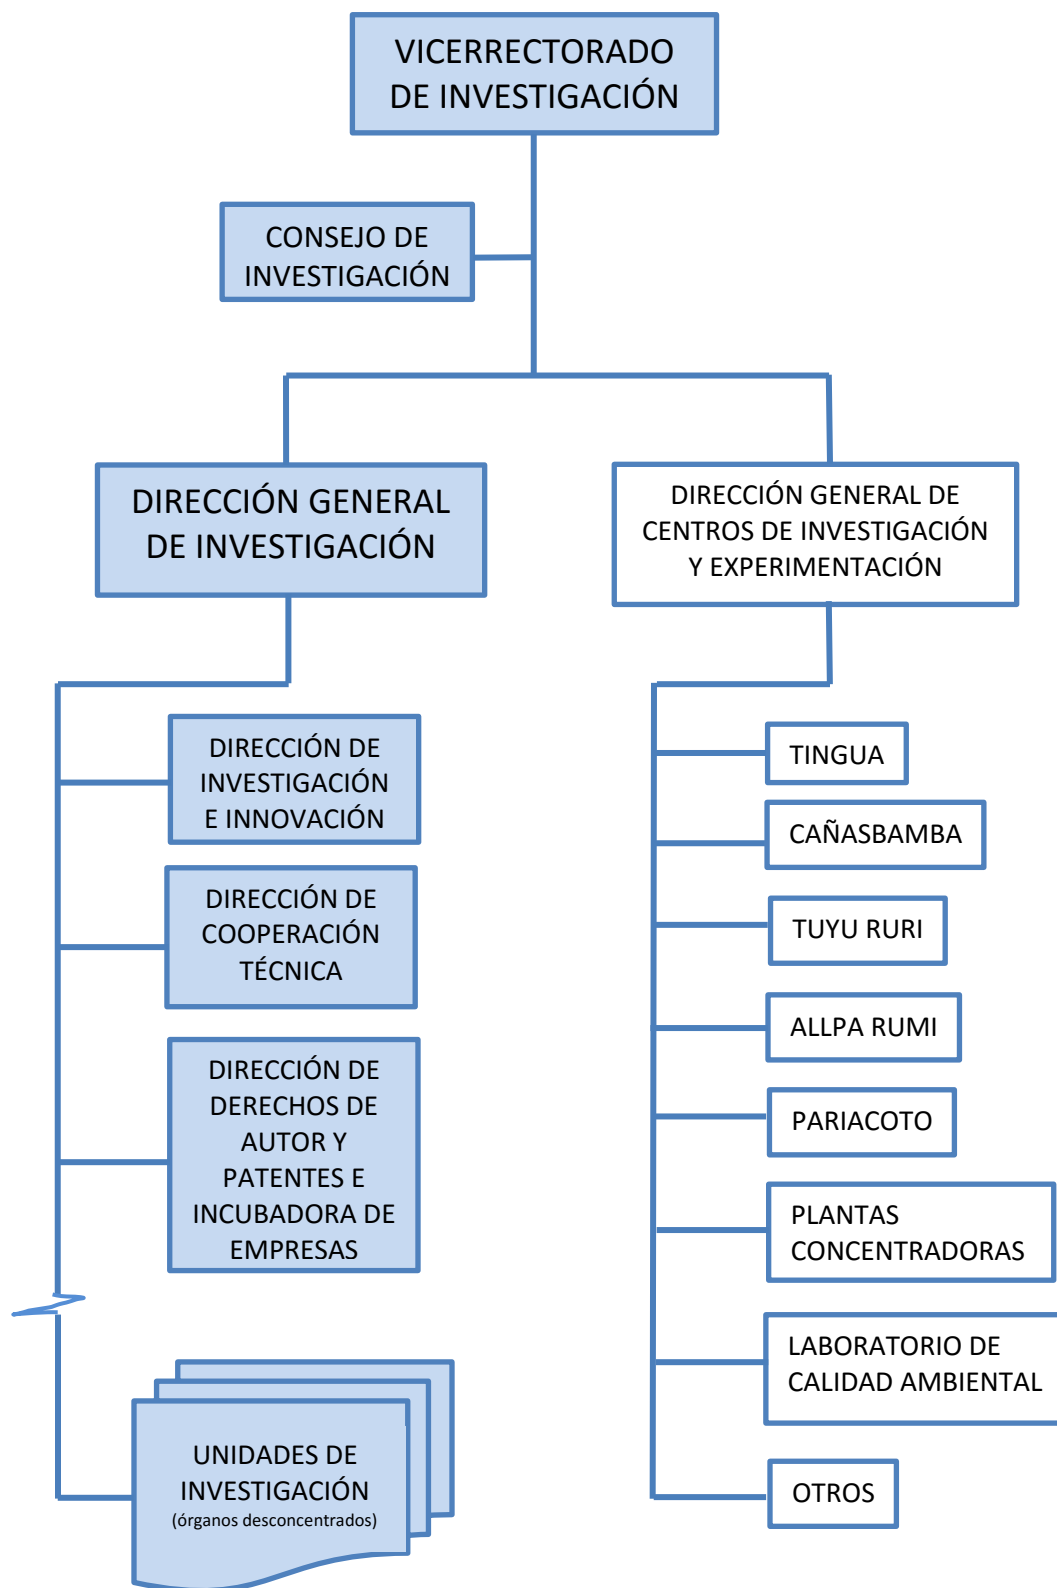 VICERRECTORADO
DE INVESTIGACIÓN
CONSEJO DE
INVESTIGACIÓN
DIRECCIÓN GENERAL
DE INVESTIGACIÓN
DIRECCIÓN DE
INVESTIGACIÓN
E INNOVACIÓN
DIRECCIÓN DE
COOPERACIÓN
TÉCNICA
DIRECCIÓN DE
DERECHOS DE
AUTOR Y
PATENTES E
INCUBADORA DE
EMPRESAS
UNIDADES DE
INVESTIGACIÓN
(órganos desconcentrados)
DIRECCIÓN GENERAL DE
CENTROS DE INVESTIGACIÓN
Y EXPERIMENTACIÓN
TINGUA
CAÑASBAMBA
TUYU RURI
ALLPA RUMI
PARIACOTO
PLANTAS
CONCENTRADORAS
LABORATORIO DE
CALIDAD AMBIENTAL
OTROS